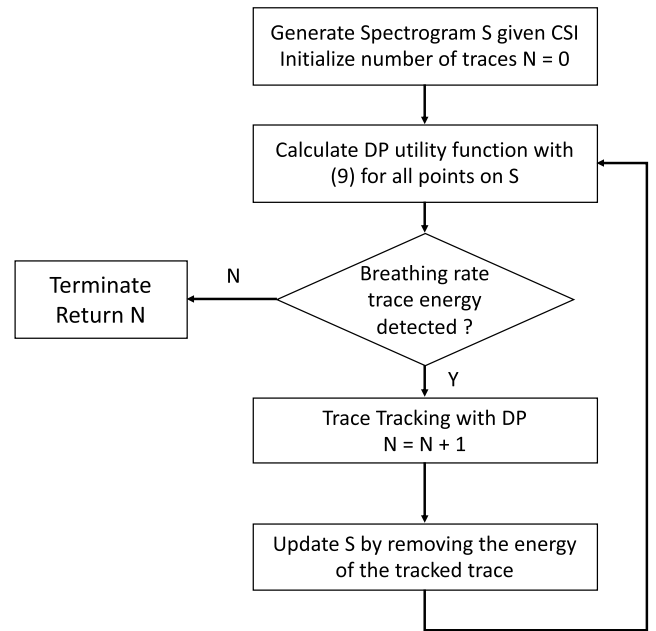 Generate Spectrogram S given CSI
Initialize number of traces N = 0
Calculate DP utility function with
(9) for all points on S
Breathing rate
trace energy
detected ?
N
Terminate
Return N
Y
Trace Tracking with DP
N = N + 1
Update S by removing the energy
of the tracked trace